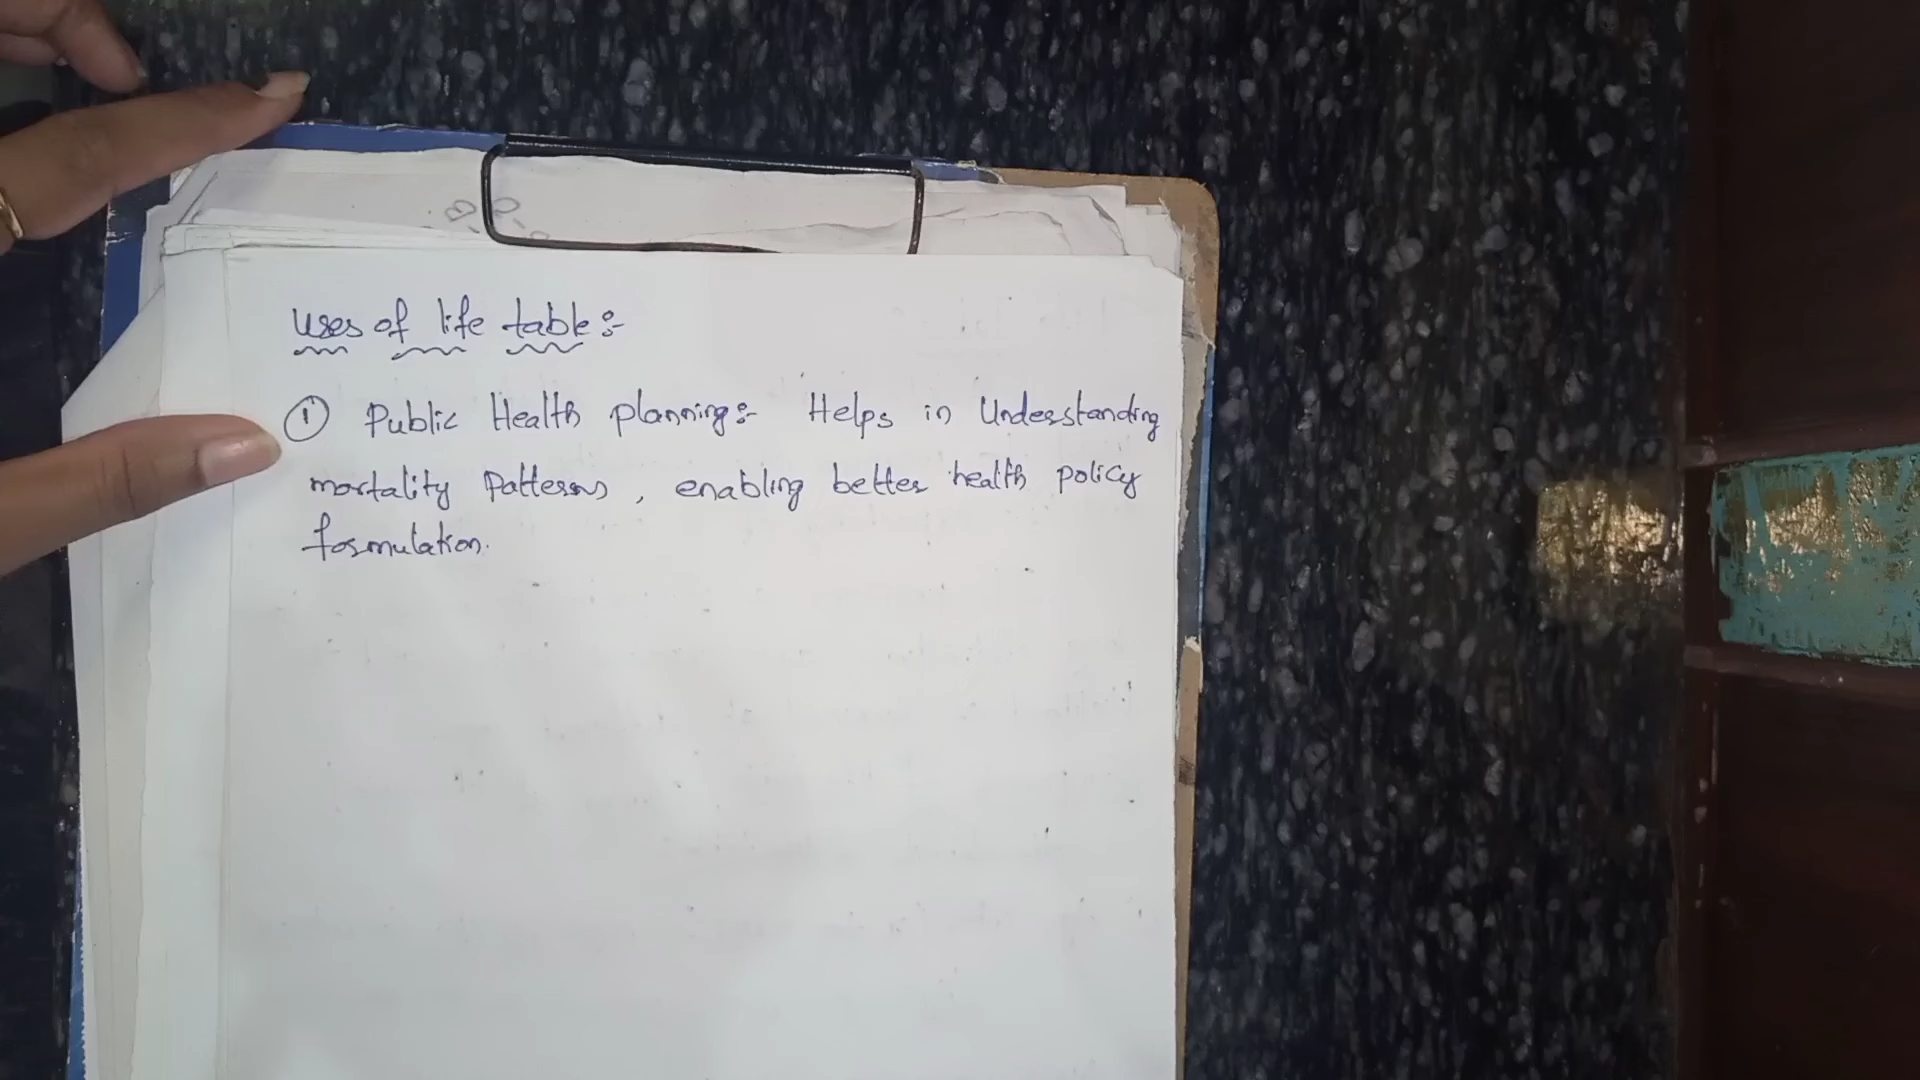 Uses of life table :-
① Public Health planning :- Helps in Understanding
mortality patterns , enabling better health policy
formulation.